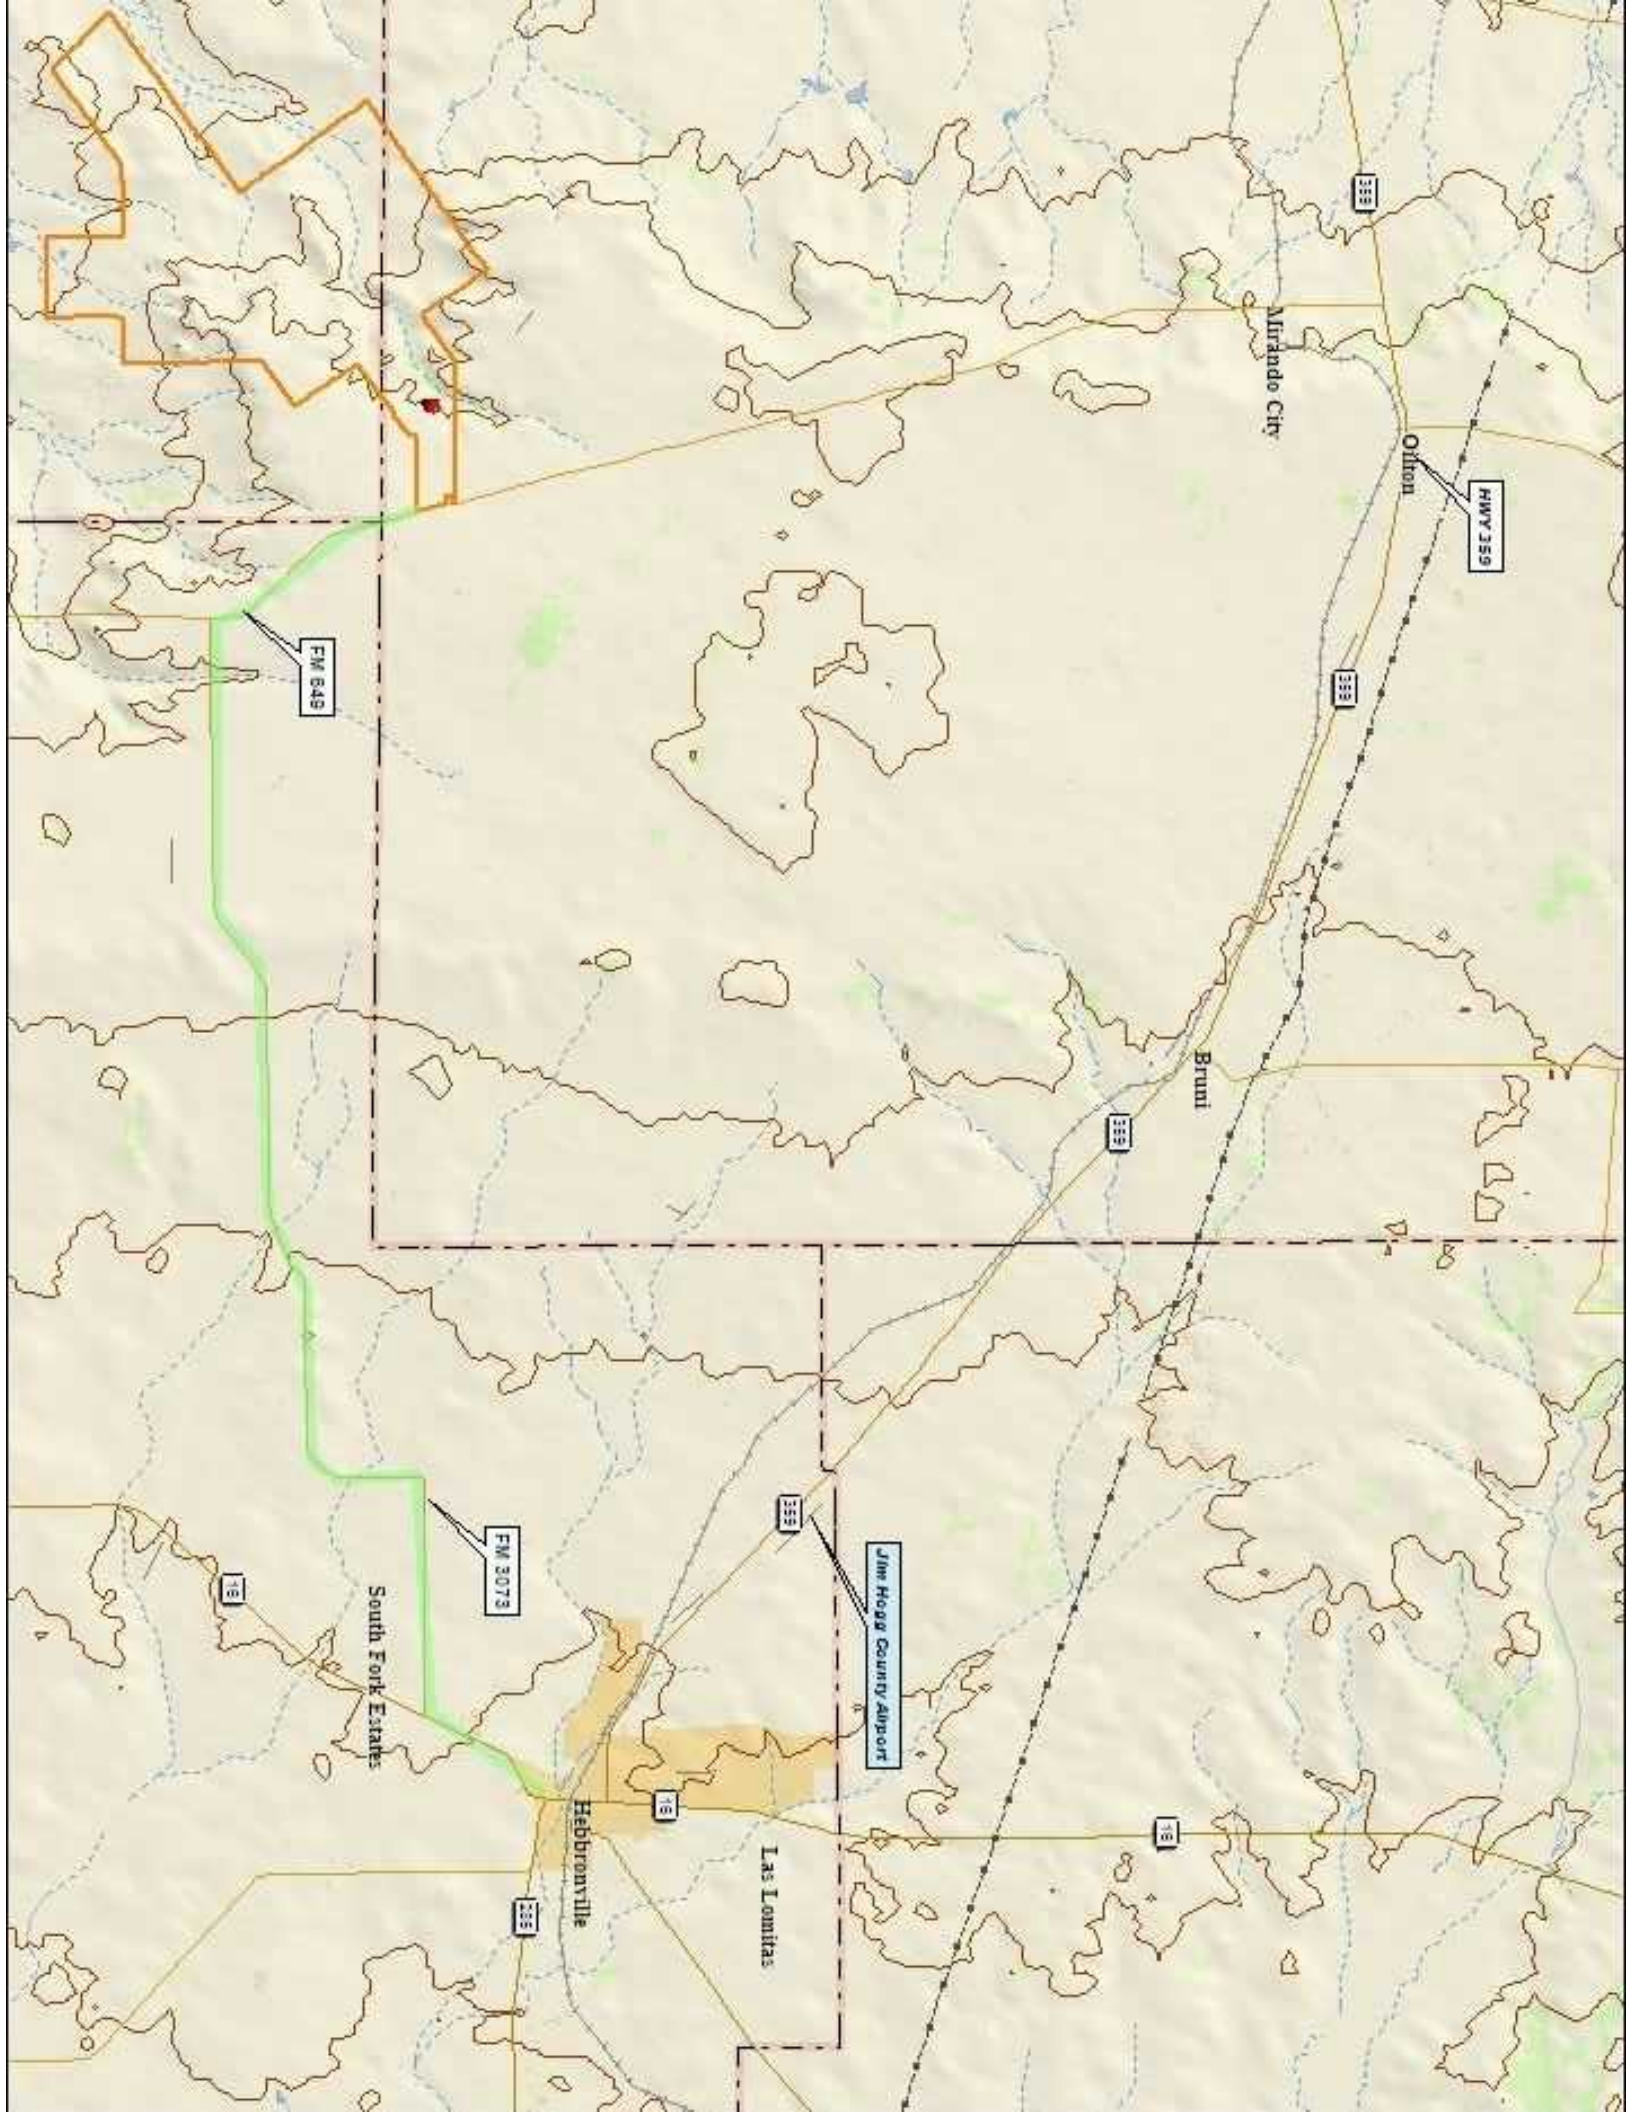 HWY 359
359
Oilton
Mirando City
359
Bruni
359
Jim Hogg County Airport
359
16
16
Las Lomitas
Hebbronville
285
FM 3073
South Fork Estates
16
FM 649